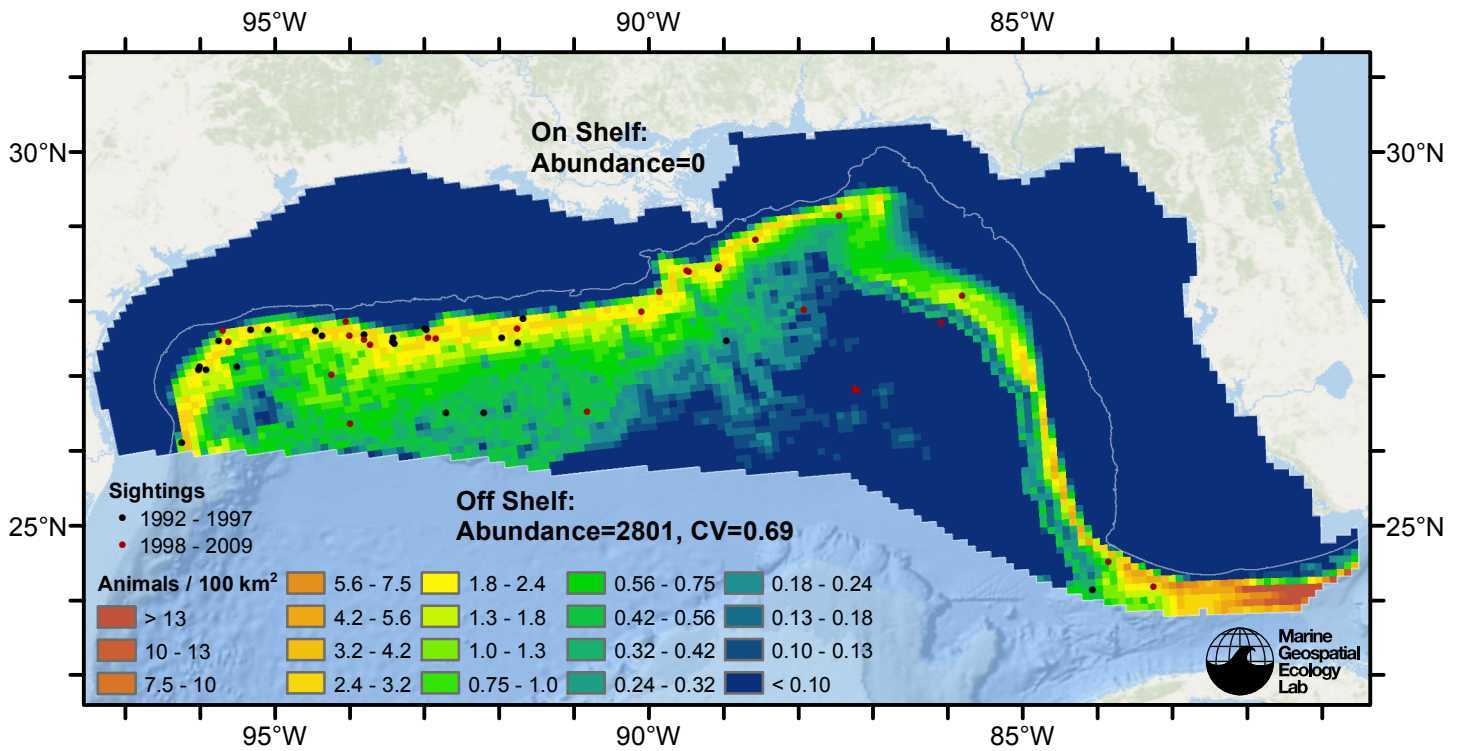 95°W
90°W
85°W
30°N
30°N
On Shelf:
Abundance=0
25°N
25°N
Sightings
1992 - 1997
1998 - 2009
Off Shelf:
Abundance=2801, CV=0.69
Animals / 100 km²
> 13
10 - 13
7.5 - 10
5.6 - 7.5
4.2 - 5.6
3.2 - 4.2
2.4 - 3.2
1.8 - 2.4
1.3 - 1.8
1.0 - 1.3
0.75 - 1.0
0.56 - 0.75
0.42 - 0.56
0.32 - 0.42
0.24 - 0.32
0.18 - 0.24
0.13 - 0.18
0.10 - 0.13
< 0.10
Marine
Geospatial
Ecology
Lab
95°W
90°W
85°W